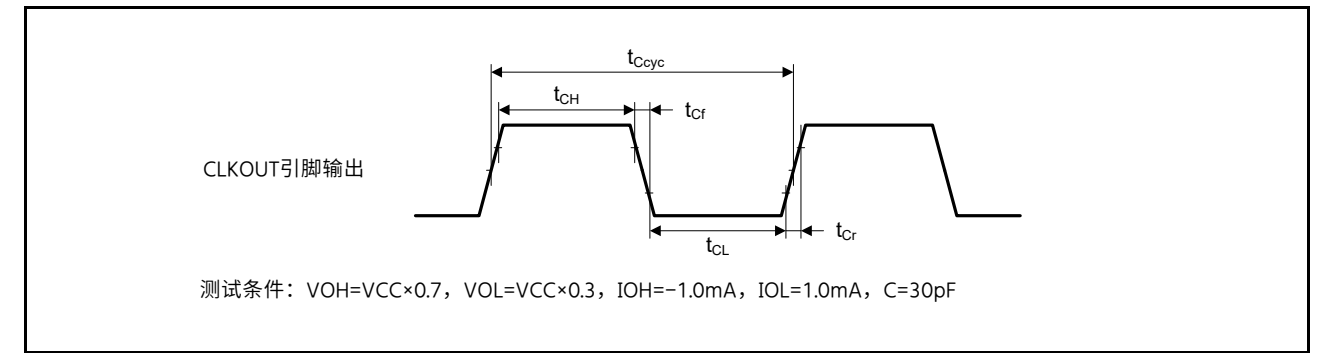 tCcyc
tCH
tCf
CLKOUT引脚输出
tCL
tCr
测试条件：VOH=VCC×0.7，VOL=VCC×0.3，IOH=−1.0mA，IOL=1.0mA，C=30pF